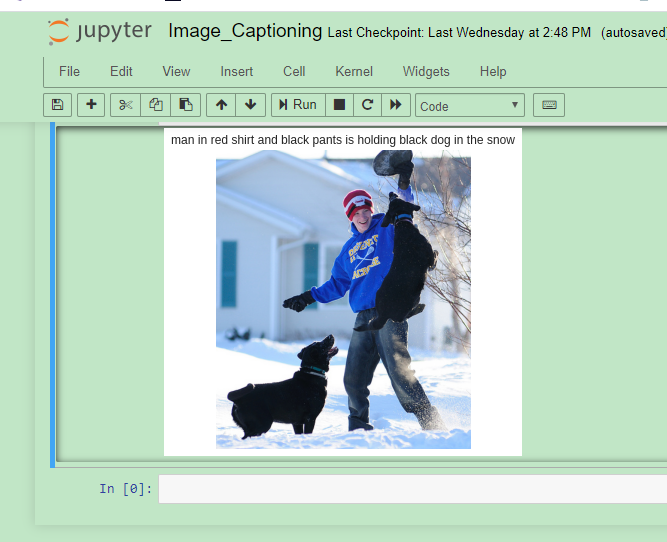 jupyter Image_Captioning Last Checkpoint: Last Wednesday at 2:48 PM (autosaved)
File Edit View Insert Cell Kernel Widgets Help
Run Code
man in red shirt and black pants is holding black dog in the snow
In [0]: